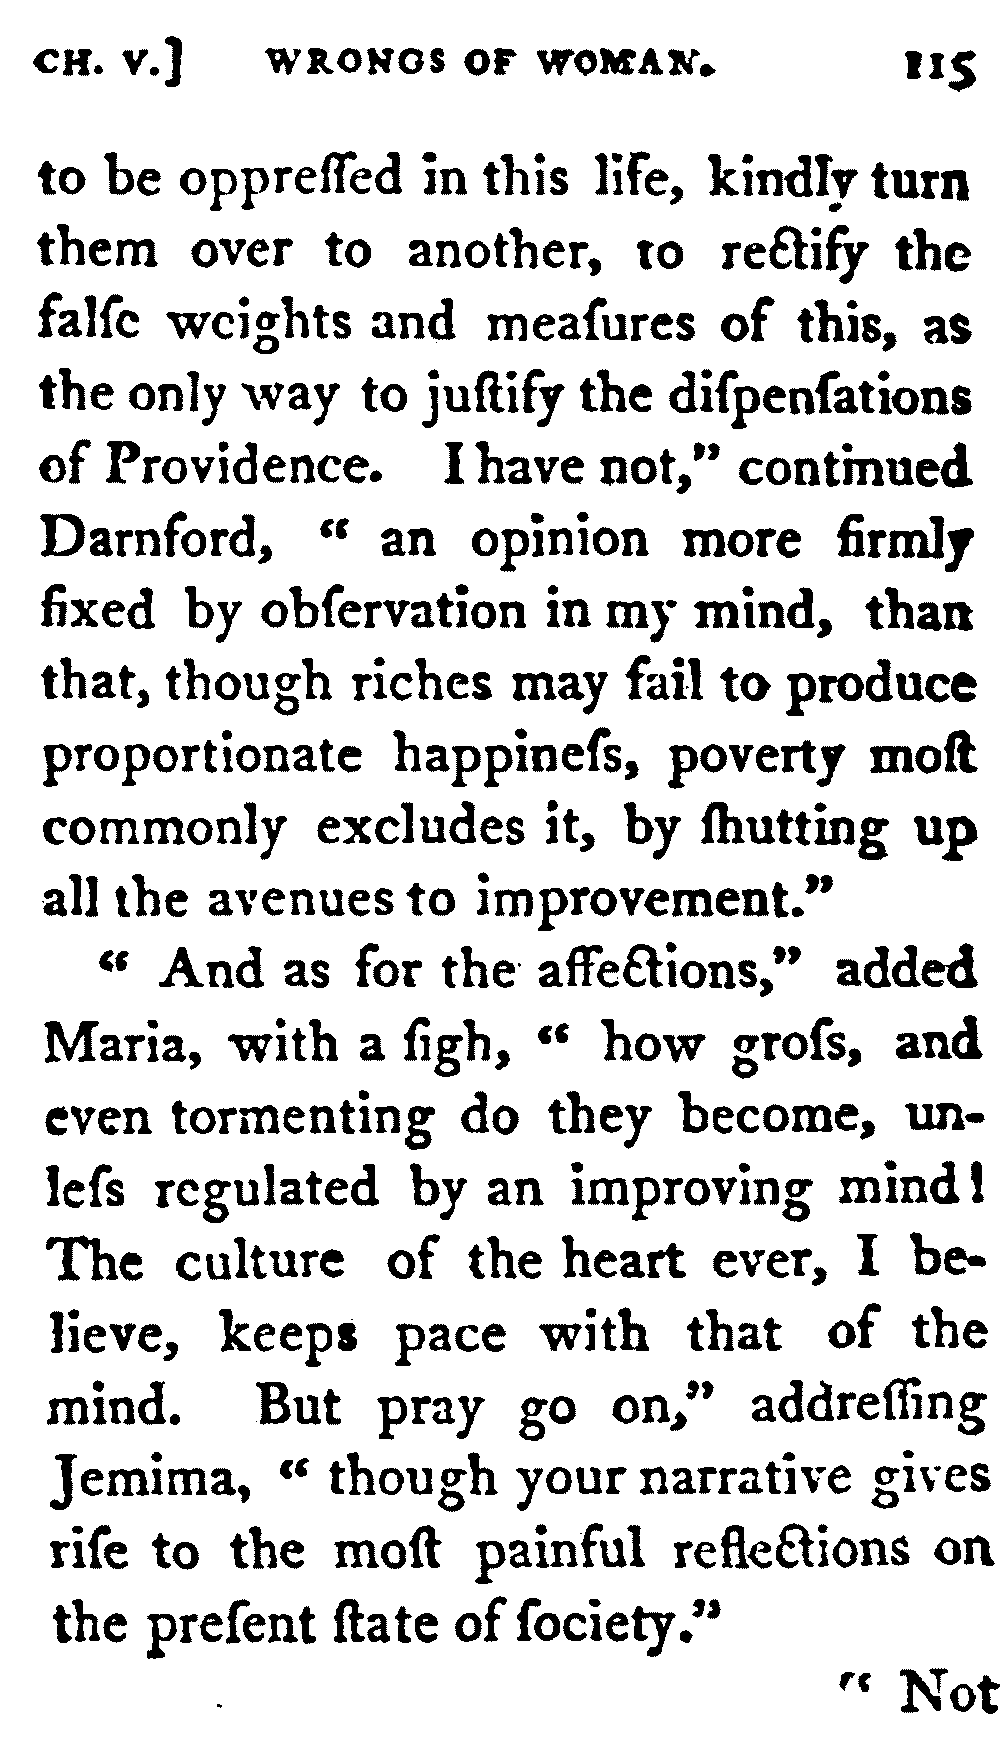 CH. V.] WRONGS OF WOMAN. 115
to be oppreſſed in this life, kindly turn
them over to another, to rectify the
falſe weights and meaſures of this, as
the only way to juſtify the diſpenſations
of Providence. I have not,” continued
Darnford, “ an opinion more firmly
fixed by obſervation in my mind, than
that, though riches may fail to produce
proportionate happineſs, poverty moſt
commonly excludes it, by ſhutting up
all the avenues to improvement.”
“ And as for the affections,” added
Maria, with a ſigh, “ how groſs, and
even tormenting do they become, un-
leſs regulated by an improving mind!
The culture of the heart ever, I be-
lieve, keeps pace with that of the
mind. But pray go on,” addreſſing
Jemima, “ though your narrative gives
riſe to the moſt painful reflections on
the preſent ſtate of ſociety.”
“ Not